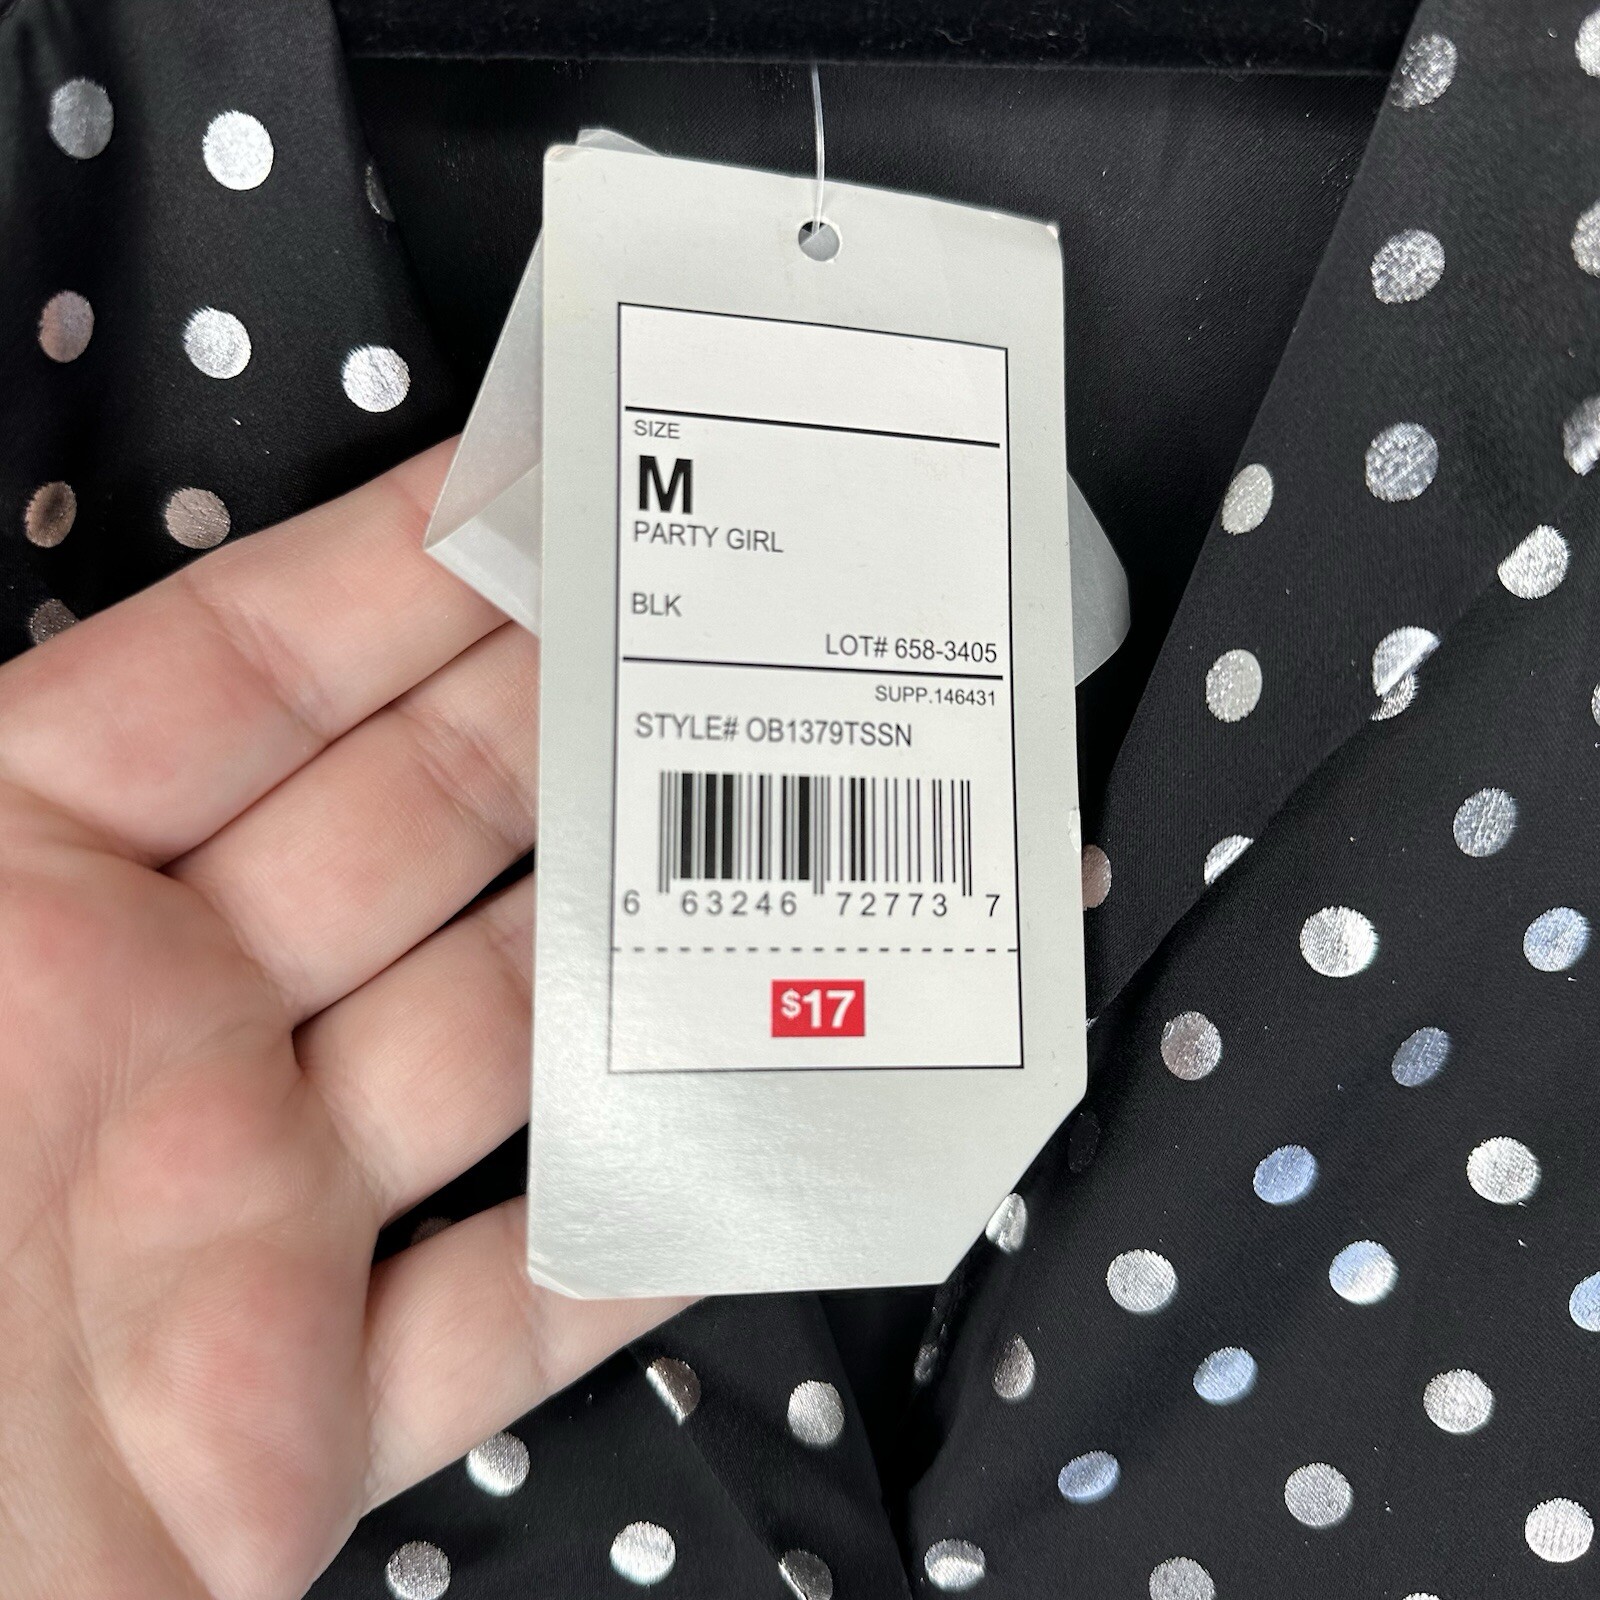 SIZE
M
PARTY GIRL
BLK
LOT# 658-3405
SUPP.146431
STYLE# OB1379TSSN
6 63246 72773 7
$17